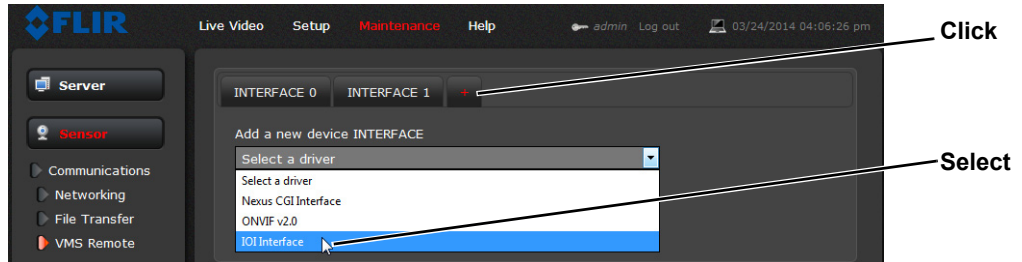 FLIR Live Video Setup Maintenance Help admin Log out 03/24/2014 04:06:26 pm
Click
Server
INTERFACE 0 INTERFACE 1 +
Sensor
Add a new device INTERFACE
Select a driver
Select
Communications
Select a driver
Networking
Nexus CGI Interface
File Transfer
ONVIF v2.0
VMS Remote
IOI Interface